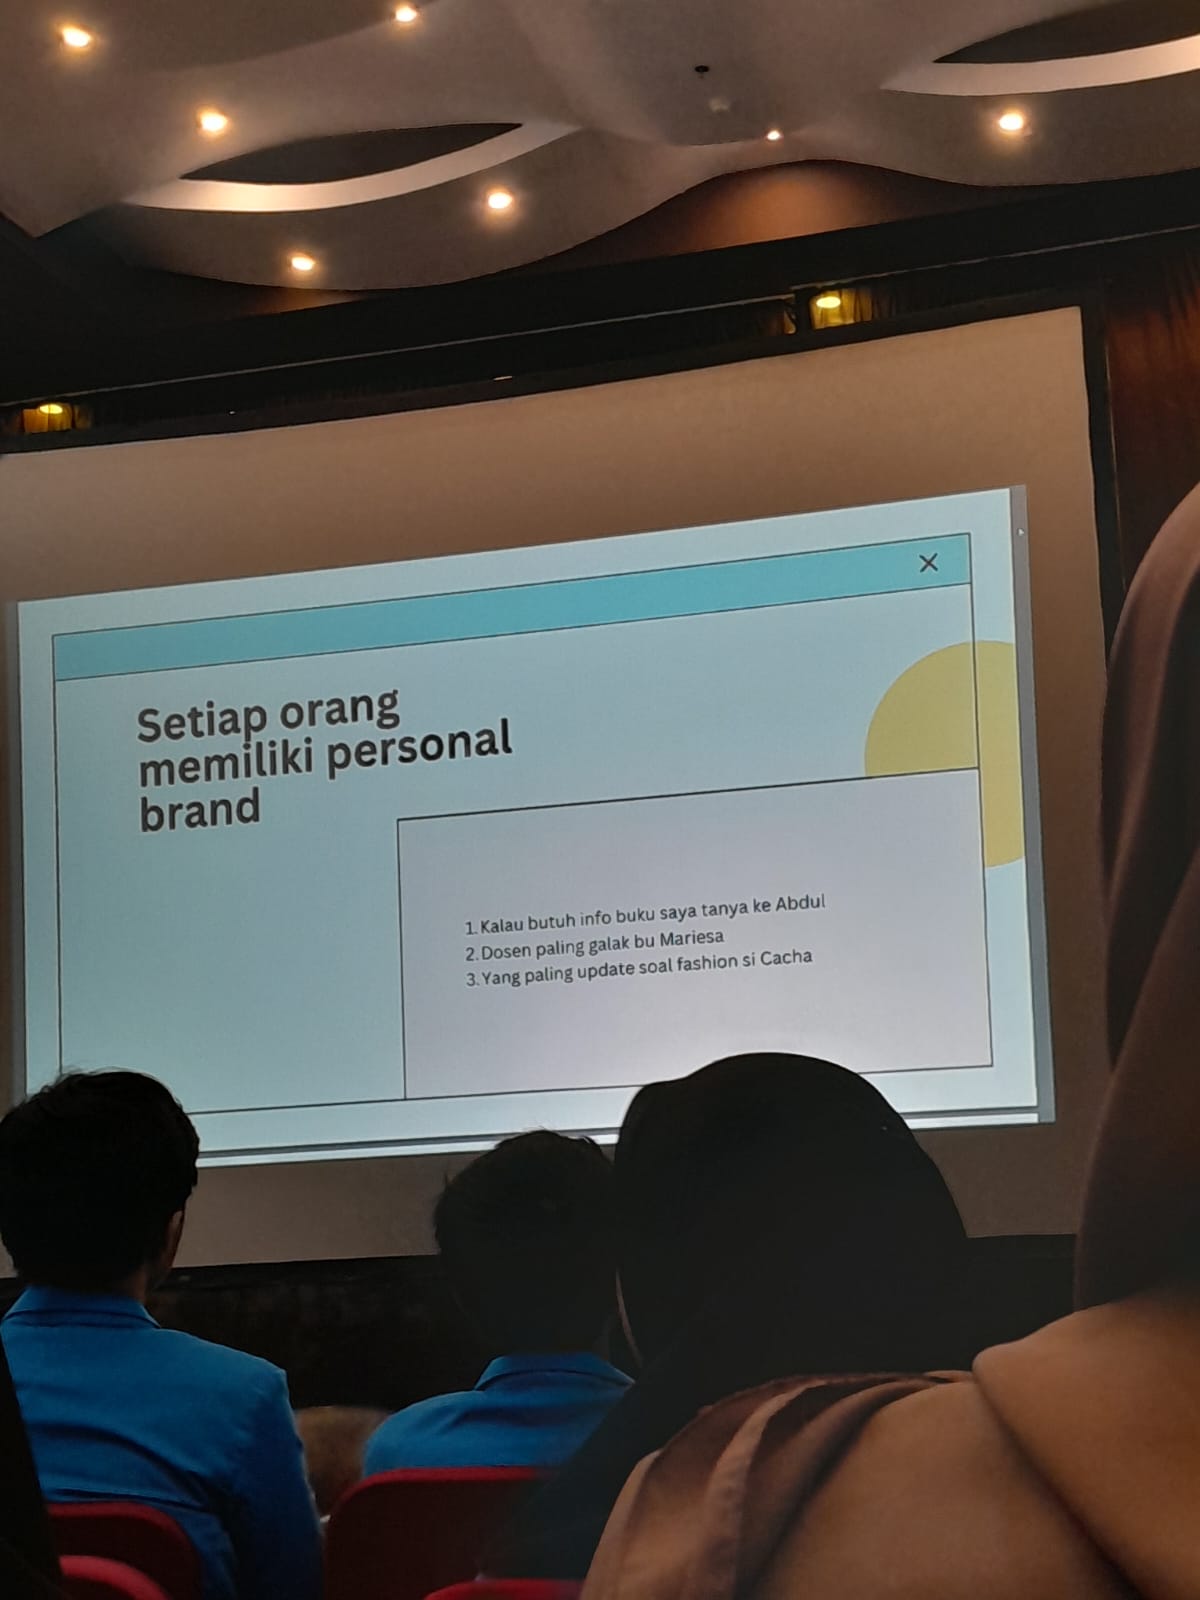 Setiap orang
memiliki personal
brand
1. Kalau butuh info buku saya tanya ke Abdul
2. Dosen paling galak bu Mariesa
3. Yang paling update soal fashion si Cacha